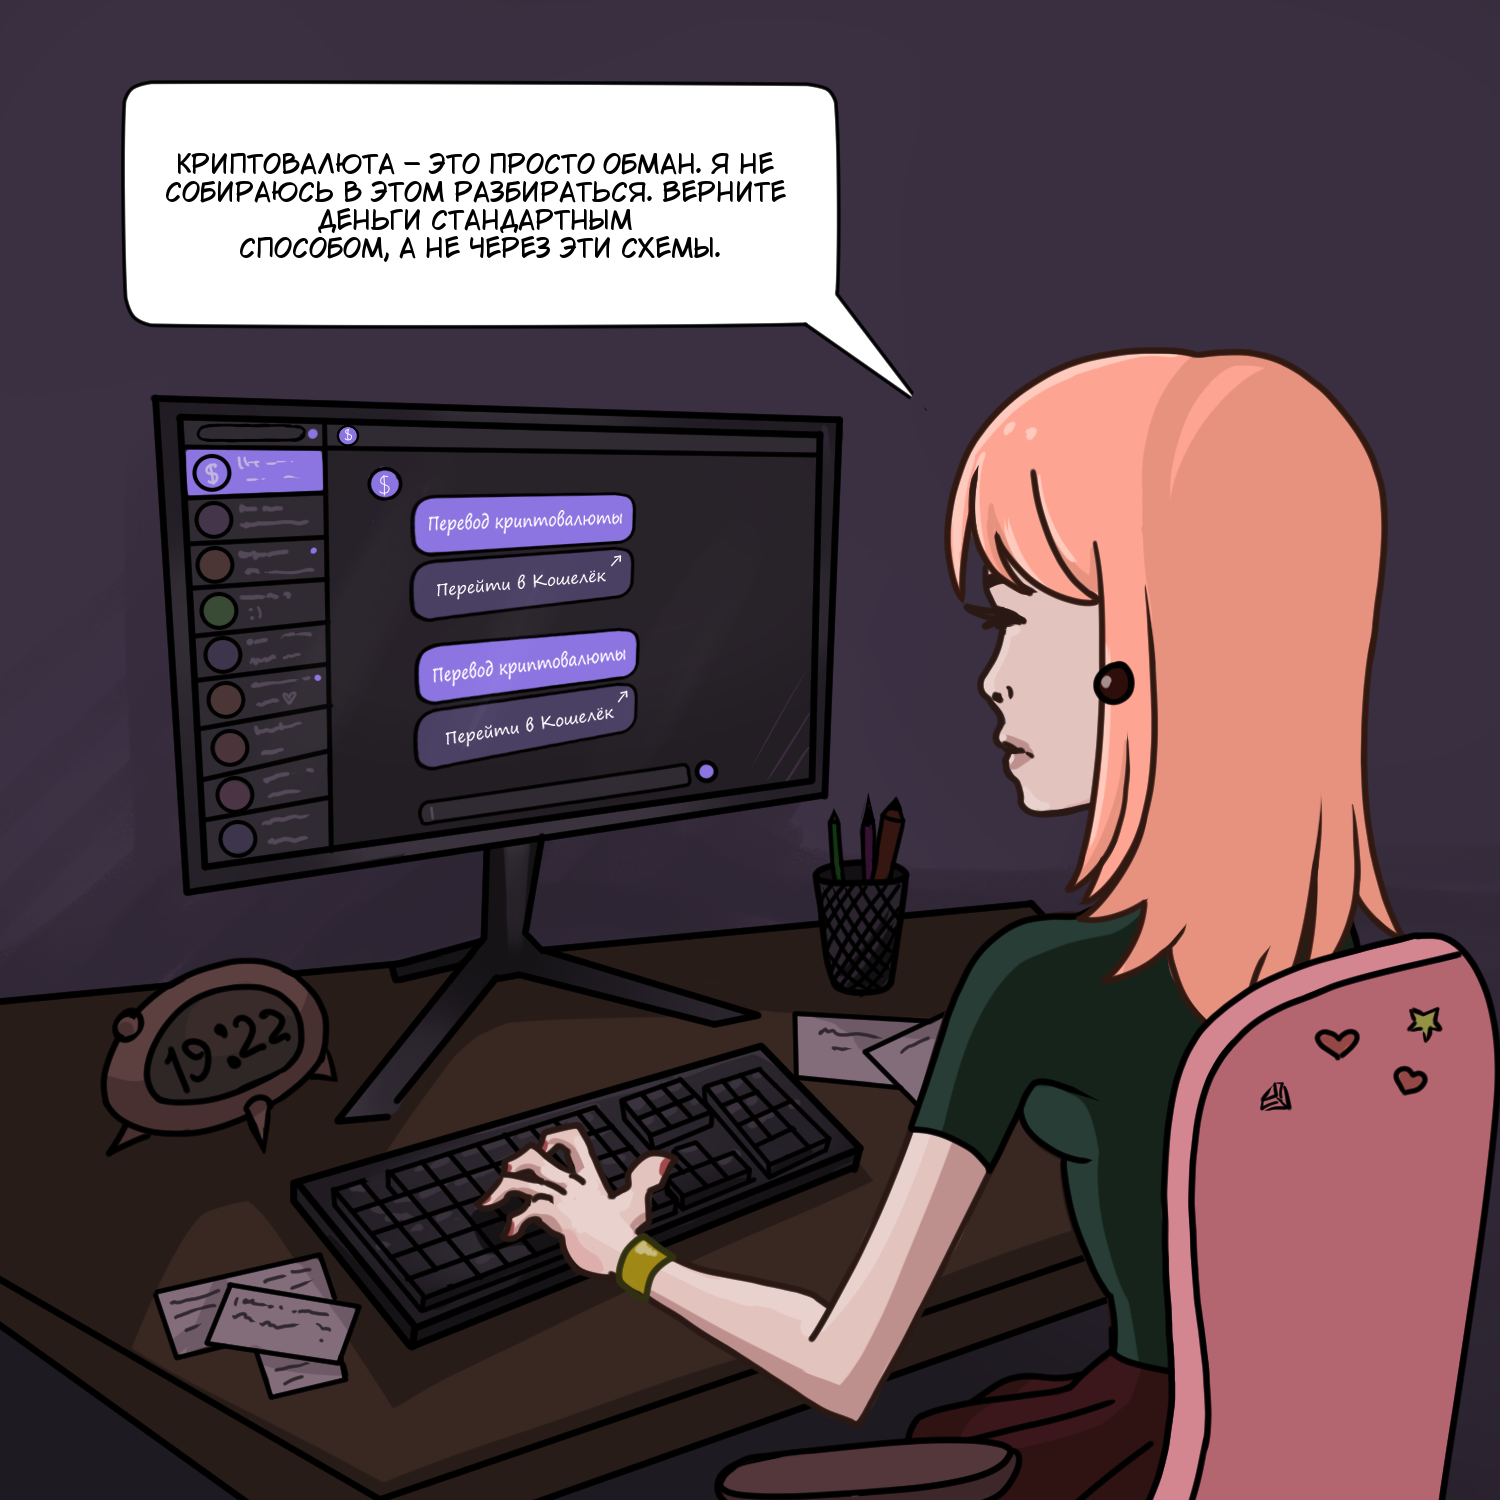 КРИПТОВАЛЮТА – ЭТО ПРОСТО ОБМАН. Я НЕ
СОБИРАЮСЬ В ЭТОМ РАЗБИРАТЬСЯ. ВЕРНИТЕ
ДЕНЬГИ СТАНДАРТНЫМ
СПОСОБОМ, А НЕ ЧЕРЕЗ ЭТИ СХЕМЫ.
$
$
$
Перевод криптовалюты
Перейти в Кошелёк ↗
:)
Перевод криптовалюты
Перейти в Кошелёк ↗
19:22